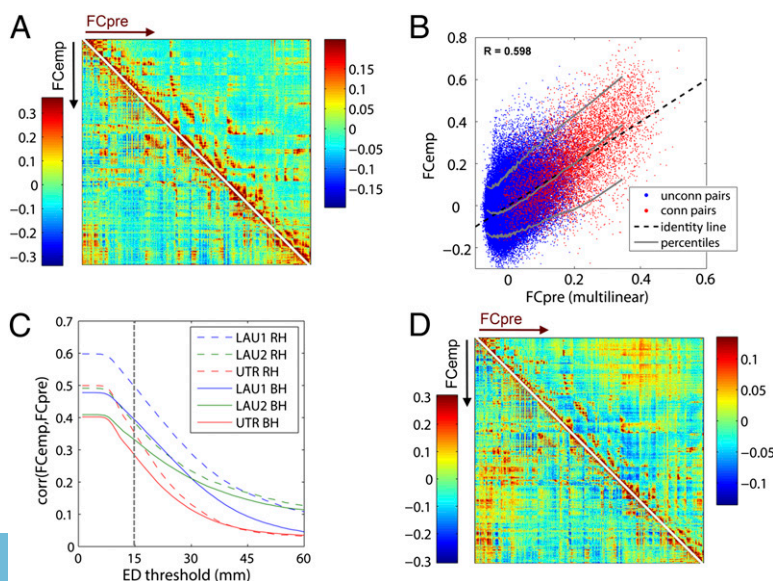 A
FCpre
FCemp
0.3
0.2
0.1
0
−0.1
−0.2
−0.3
0.15
0.1
0.05
0
−0.05
−0.10
−0.15
B
R = 0.598
0.8
0.6
0.4
0.2
0
−0.2
FCemp
0
0.2
0.4
0.6
FCpre (multilinear)
unconn pairs
conn pairs
identity line
percentiles
C
0.7
0.6
0.5
0.4
0.3
0.2
0.1
0
corr(FCemp,FCpre)
LAU1 RH
LAU2 RH
UTR RH
LAU1 BH
LAU2 BH
UTR BH
0
15
30
45
60
ED threshold (mm)
D
FCpre
FCemp
0.3
0.2
0.1
0
−0.1
−0.2
−0.3
0.1
0.05
0
−0.05
−0.1